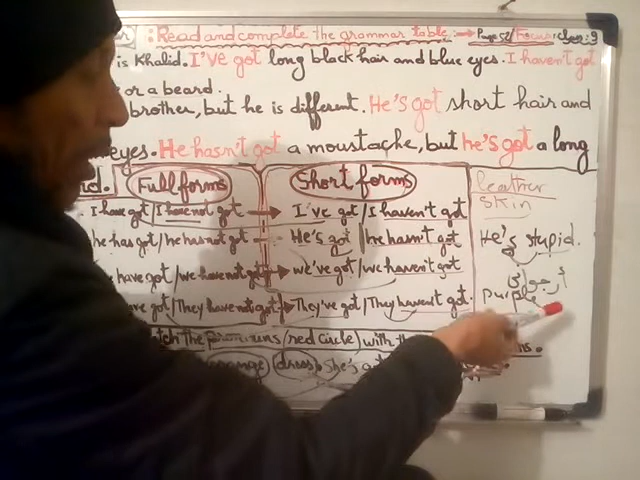 : Read and complete the grammar table : Page 52/Focus
is Khalid. I've got long black hair and blue eyes. I haven't got
or a beard.
brother, but he is different. He's got short hair and
eyes. He hasn't got a moustache, but he's got a long
rd. Full forms Short forms
I have got / I have not got I've got / I haven't got
he has got / he has not got He's got / he hasn't got
have got / we have not got we've got / we haven't got
ve got / They have not got They've got / They haven't got.
tch the pronouns (red circle) with th
orange dress. She's
leather
skin
He's stupid.
أرجواني
purple